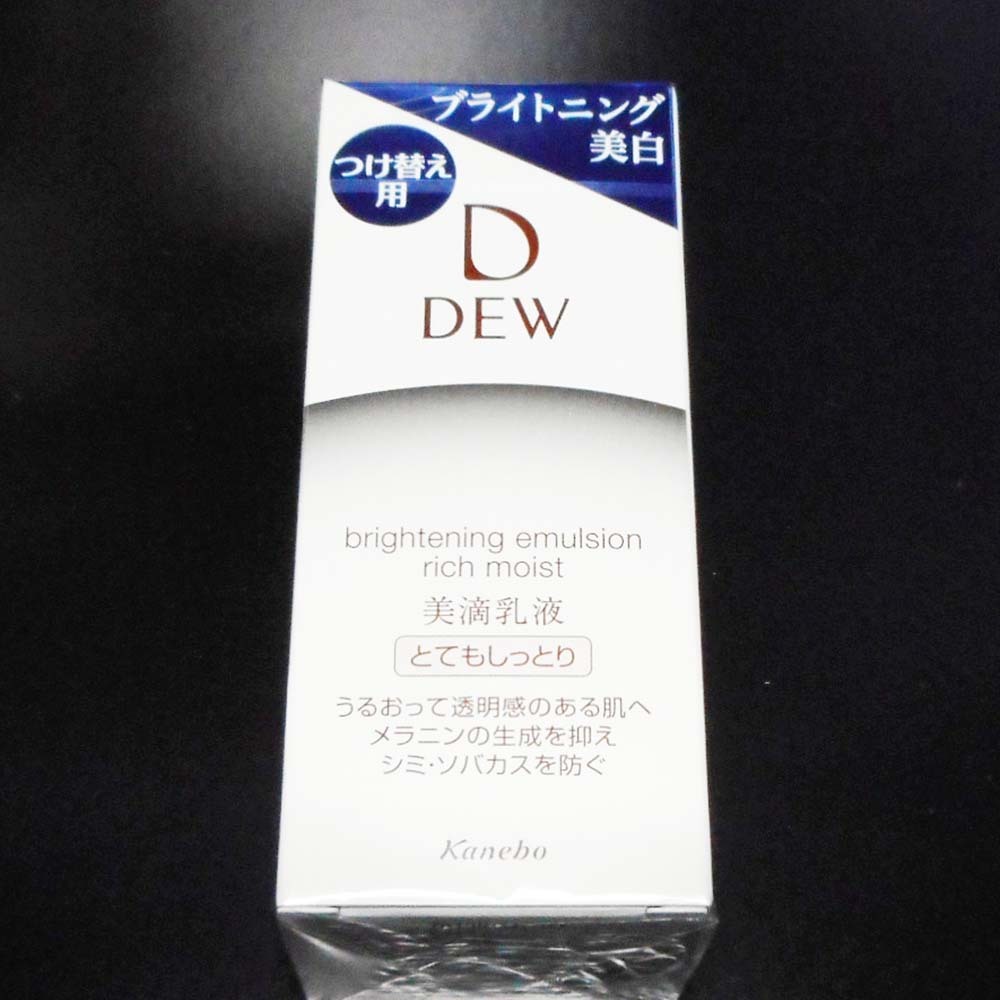 ブライトニング
美白
つけ替え
用
D
DEW
brightening emulsion
rich moist
美滴乳液
とてもしっとり
うるおって透明感のある肌へ
メラニンの生成を抑え
シミ・ソバカスを防ぐ
Kanebo